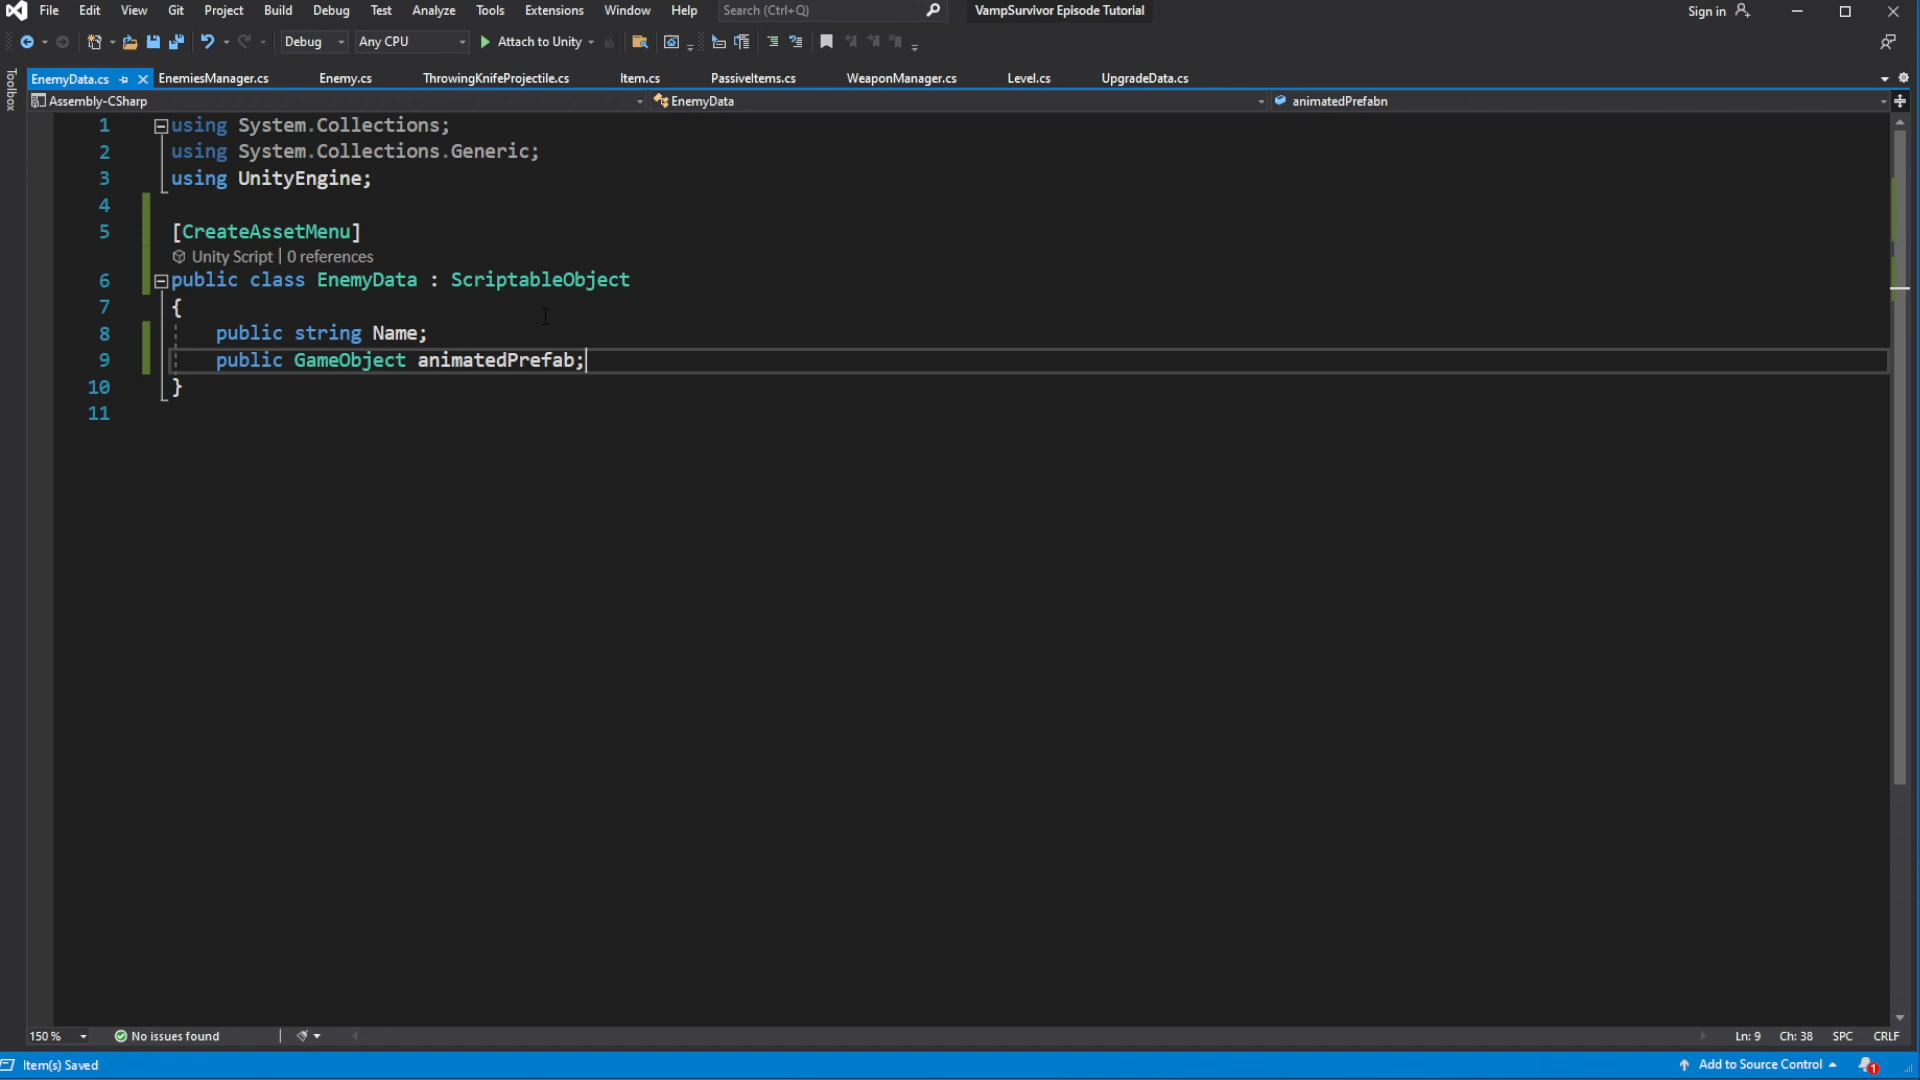 File Edit View Git Project Build Debug Test Analyze Tools Extensions Window Help Search (Ctrl+Q) VampSurvivor Episode Tutorial Sign in
Debug Any CPU Attach to Unity
EnemyData.cs EnemiesManager.cs Enemy.cs ThrowingKnifeProjectile.cs Item.cs PassiveItems.cs WeaponManager.cs Level.cs UpgradeData.cs
Toolbox
Assembly-CSharp EnemyData animatedPrefabn
1 using System.Collections;
2 using System.Collections.Generic;
3 using UnityEngine;
4
5 [CreateAssetMenu]
Unity Script | 0 references
6 public class EnemyData : ScriptableObject
7 {
8 public string Name;
9 public GameObject animatedPrefab;
10 }
11
150 % No issues found Ln: 9 Ch: 38 SPC CRLF
Item(s) Saved Add to Source Control 1